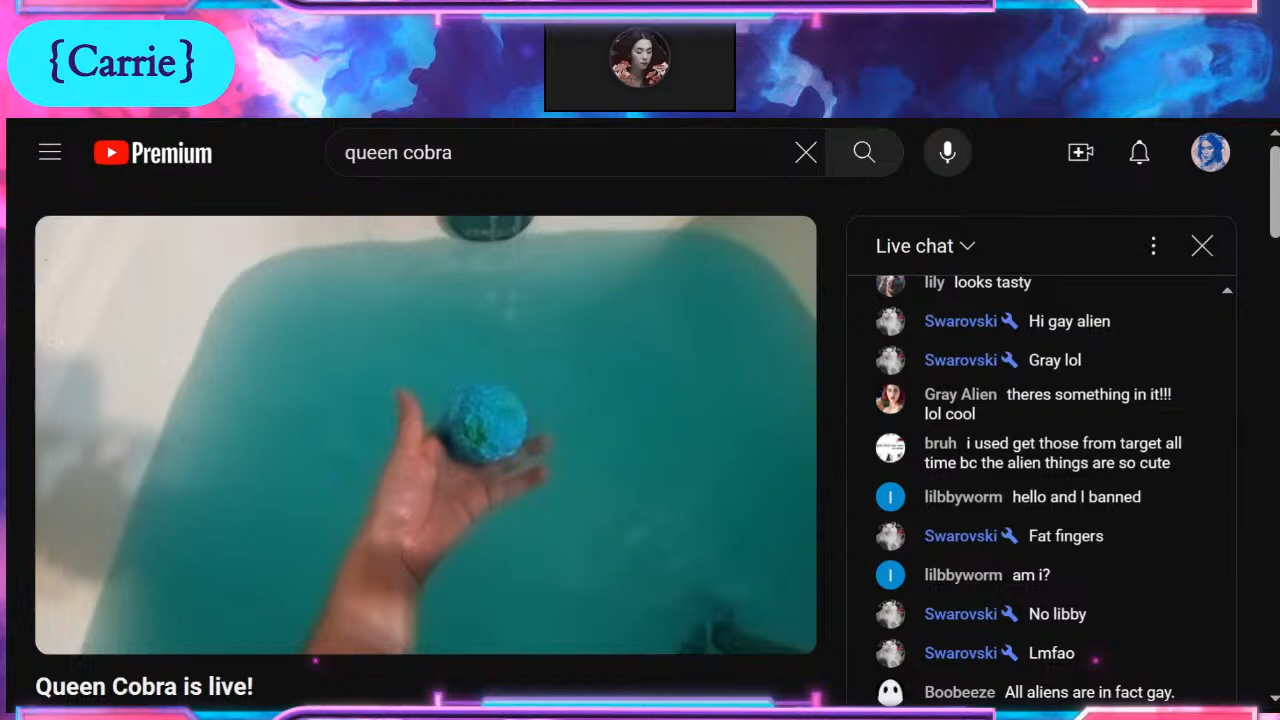 {Carrie}
Premium
queen cobra
Live chat
lily looks tasty
Swarovski Hi gay alien
Swarovski Gray lol
Gray Alien theres something in it!!!
lol cool
bruh i used get those from target all
time bc the alien things are so cute
I lilbbyworm hello and I banned
Swarovski Fat fingers
I lilbbyworm am i?
Swarovski No libby
Swarovski Lmfao
Boobeeze All aliens are in fact gay.
Queen Cobra is live!